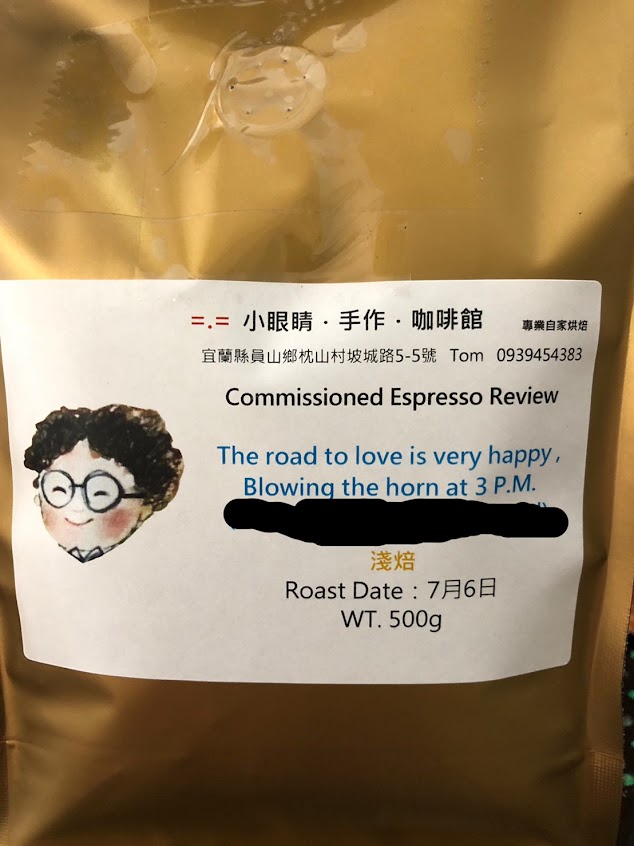 =.= 小眼睛．手作．咖啡館 專業自家烘焙
宜蘭縣員山鄉枕山村坡城路5-5號 Tom 0939454383
Commissioned Espresso Review
The road to love is very happy,
Blowing the horn at 3 P.M.
淺焙
Roast Date：7月6日
WT. 500g